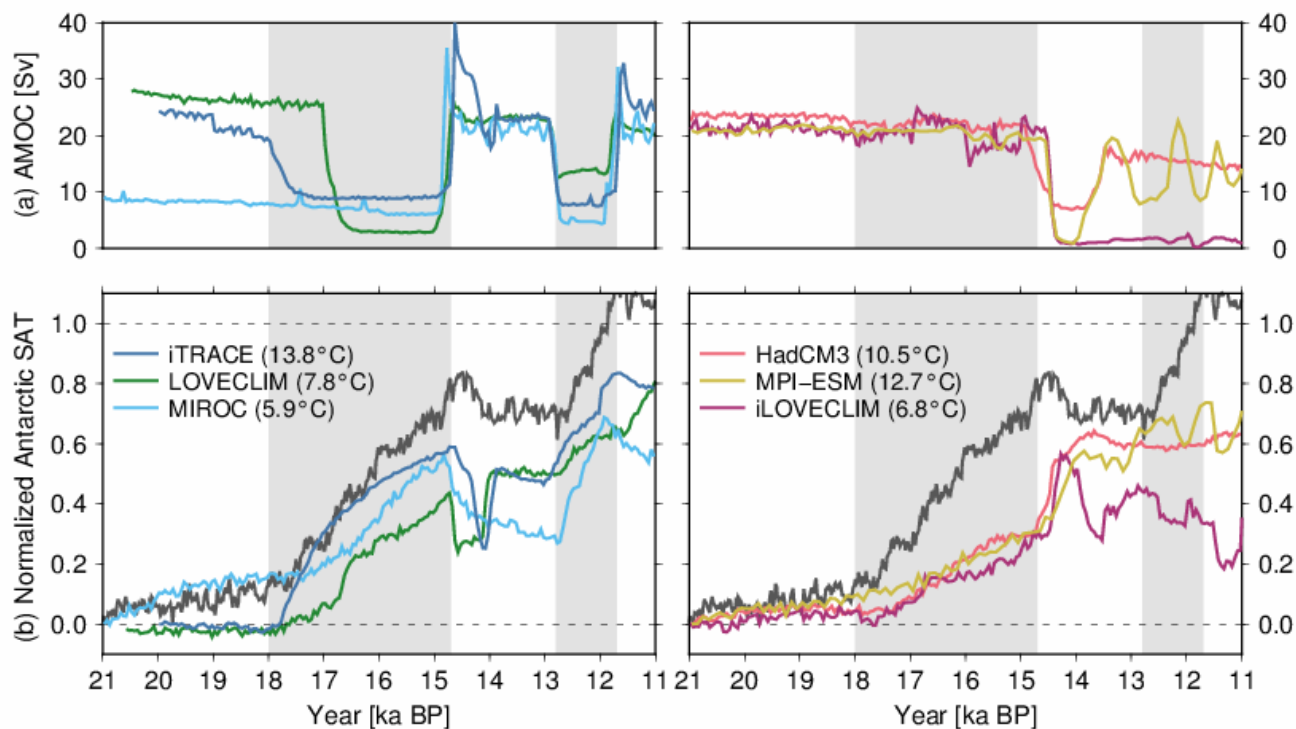 (a) AMOC [Sv]
40
30
20
10
0
40
30
20
10
0
(b) Normalized Antarctic SAT
1.0
0.8
0.6
0.4
0.2
0.0
iTRACE (13.8°C)
LOVECLIM (7.8°C)
MIROC (5.9°C)
HadCM3 (10.5°C)
MPI−ESM (12.7°C)
iLOVECLIM (6.8°C)
1.0
0.8
0.6
0.4
0.2
0.0
21 20 19 18 17 16 15 14 13 12 11
21 20 19 18 17 16 15 14 13 12 11
Year [ka BP]
Year [ka BP]